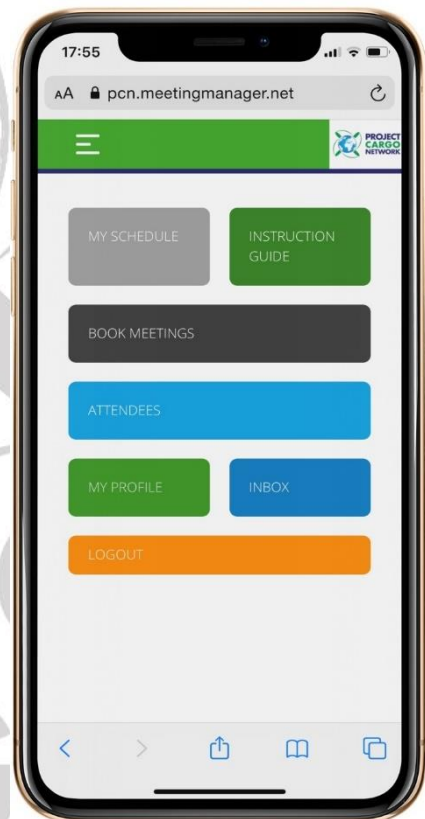 17:55
AA pcn.meetingmanager.net
PROJECT
CARGO
NETWORK
MY SCHEDULE
INSTRUCTION
GUIDE
BOOK MEETINGS
ATTENDEES
MY PROFILE
INBOX
LOGOUT